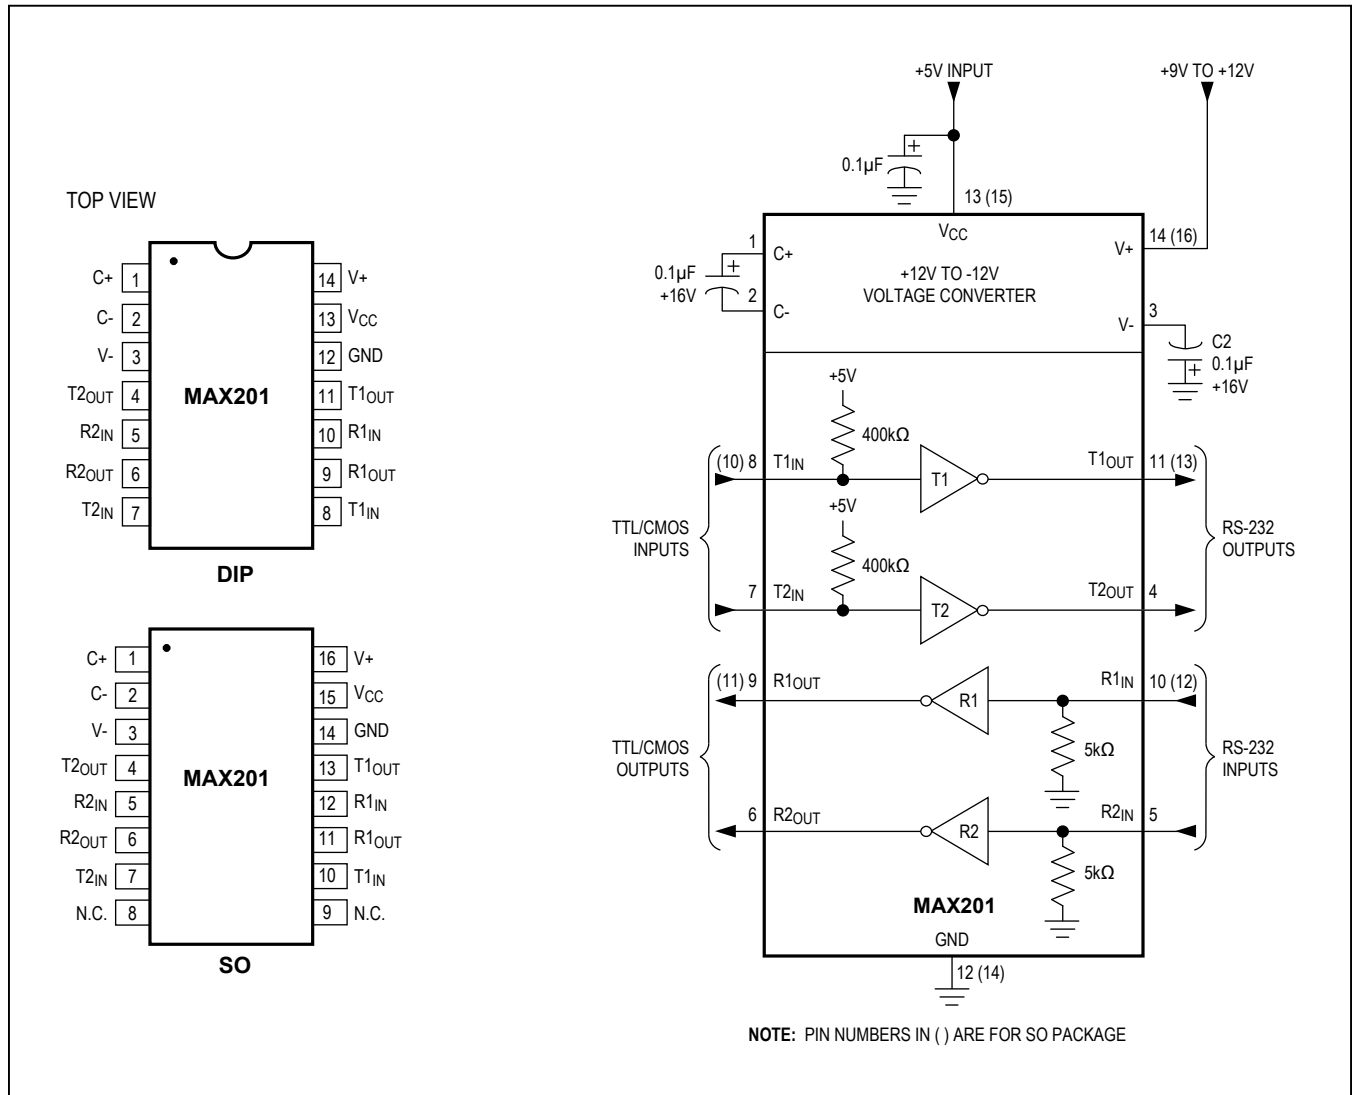 TOP VIEW
C+ 1 14 V+
C- 2 13 VCC
V- 3 12 GND
T2OUT 4 MAX201 11 T1OUT
R2IN 5 10 R1IN
R2OUT 6 9 R1OUT
T2IN 7 8 T1IN
DIP
C+ 1 16 V+
C- 2 15 VCC
V- 3 14 GND
T2OUT 4 13 T1OUT
MAX201
R2IN 5 12 R1IN
R2OUT 6 11 R1OUT
T2IN 7 10 T1IN
N.C. 8 9 N.C.
SO
+5V INPUT
+9V TO +12V
0.1µF +
13 (15)
VCC
1 C+
V+ 14 (16)
0.1µF +
+16V
2 C-
+12V TO -12V
VOLTAGE CONVERTER
V- 3
C2
0.1µF
+ +16V
+5V
400kΩ
(10) 8 T1IN
T1
T1OUT 11 (13)
+5V
TTL/CMOS
INPUTS
RS-232
OUTPUTS
400kΩ
7 T2IN
T2
T2OUT 4
(11) 9 R1OUT
R1
R1IN 10 (12)
5kΩ
TTL/CMOS
OUTPUTS
RS-232
INPUTS
6 R2OUT
R2
R2IN 5
5kΩ
MAX201
GND
12 (14)
NOTE: PIN NUMBERS IN ( ) ARE FOR SO PACKAGE